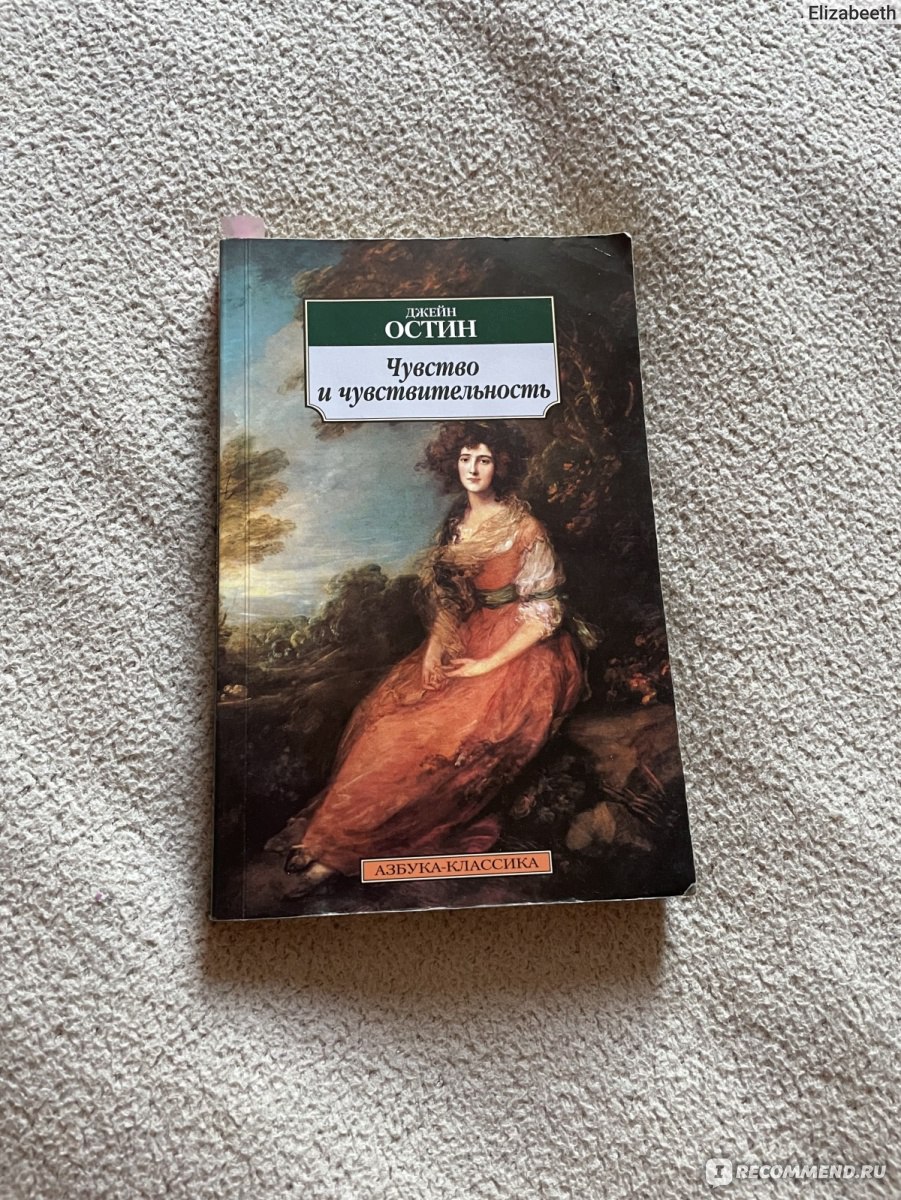 Elizabeeth
ДЖЕЙН
ОСТИН
Чувство
и чувствительность
АЗБУКА-КЛАССИКА
RECOMMEND.RU